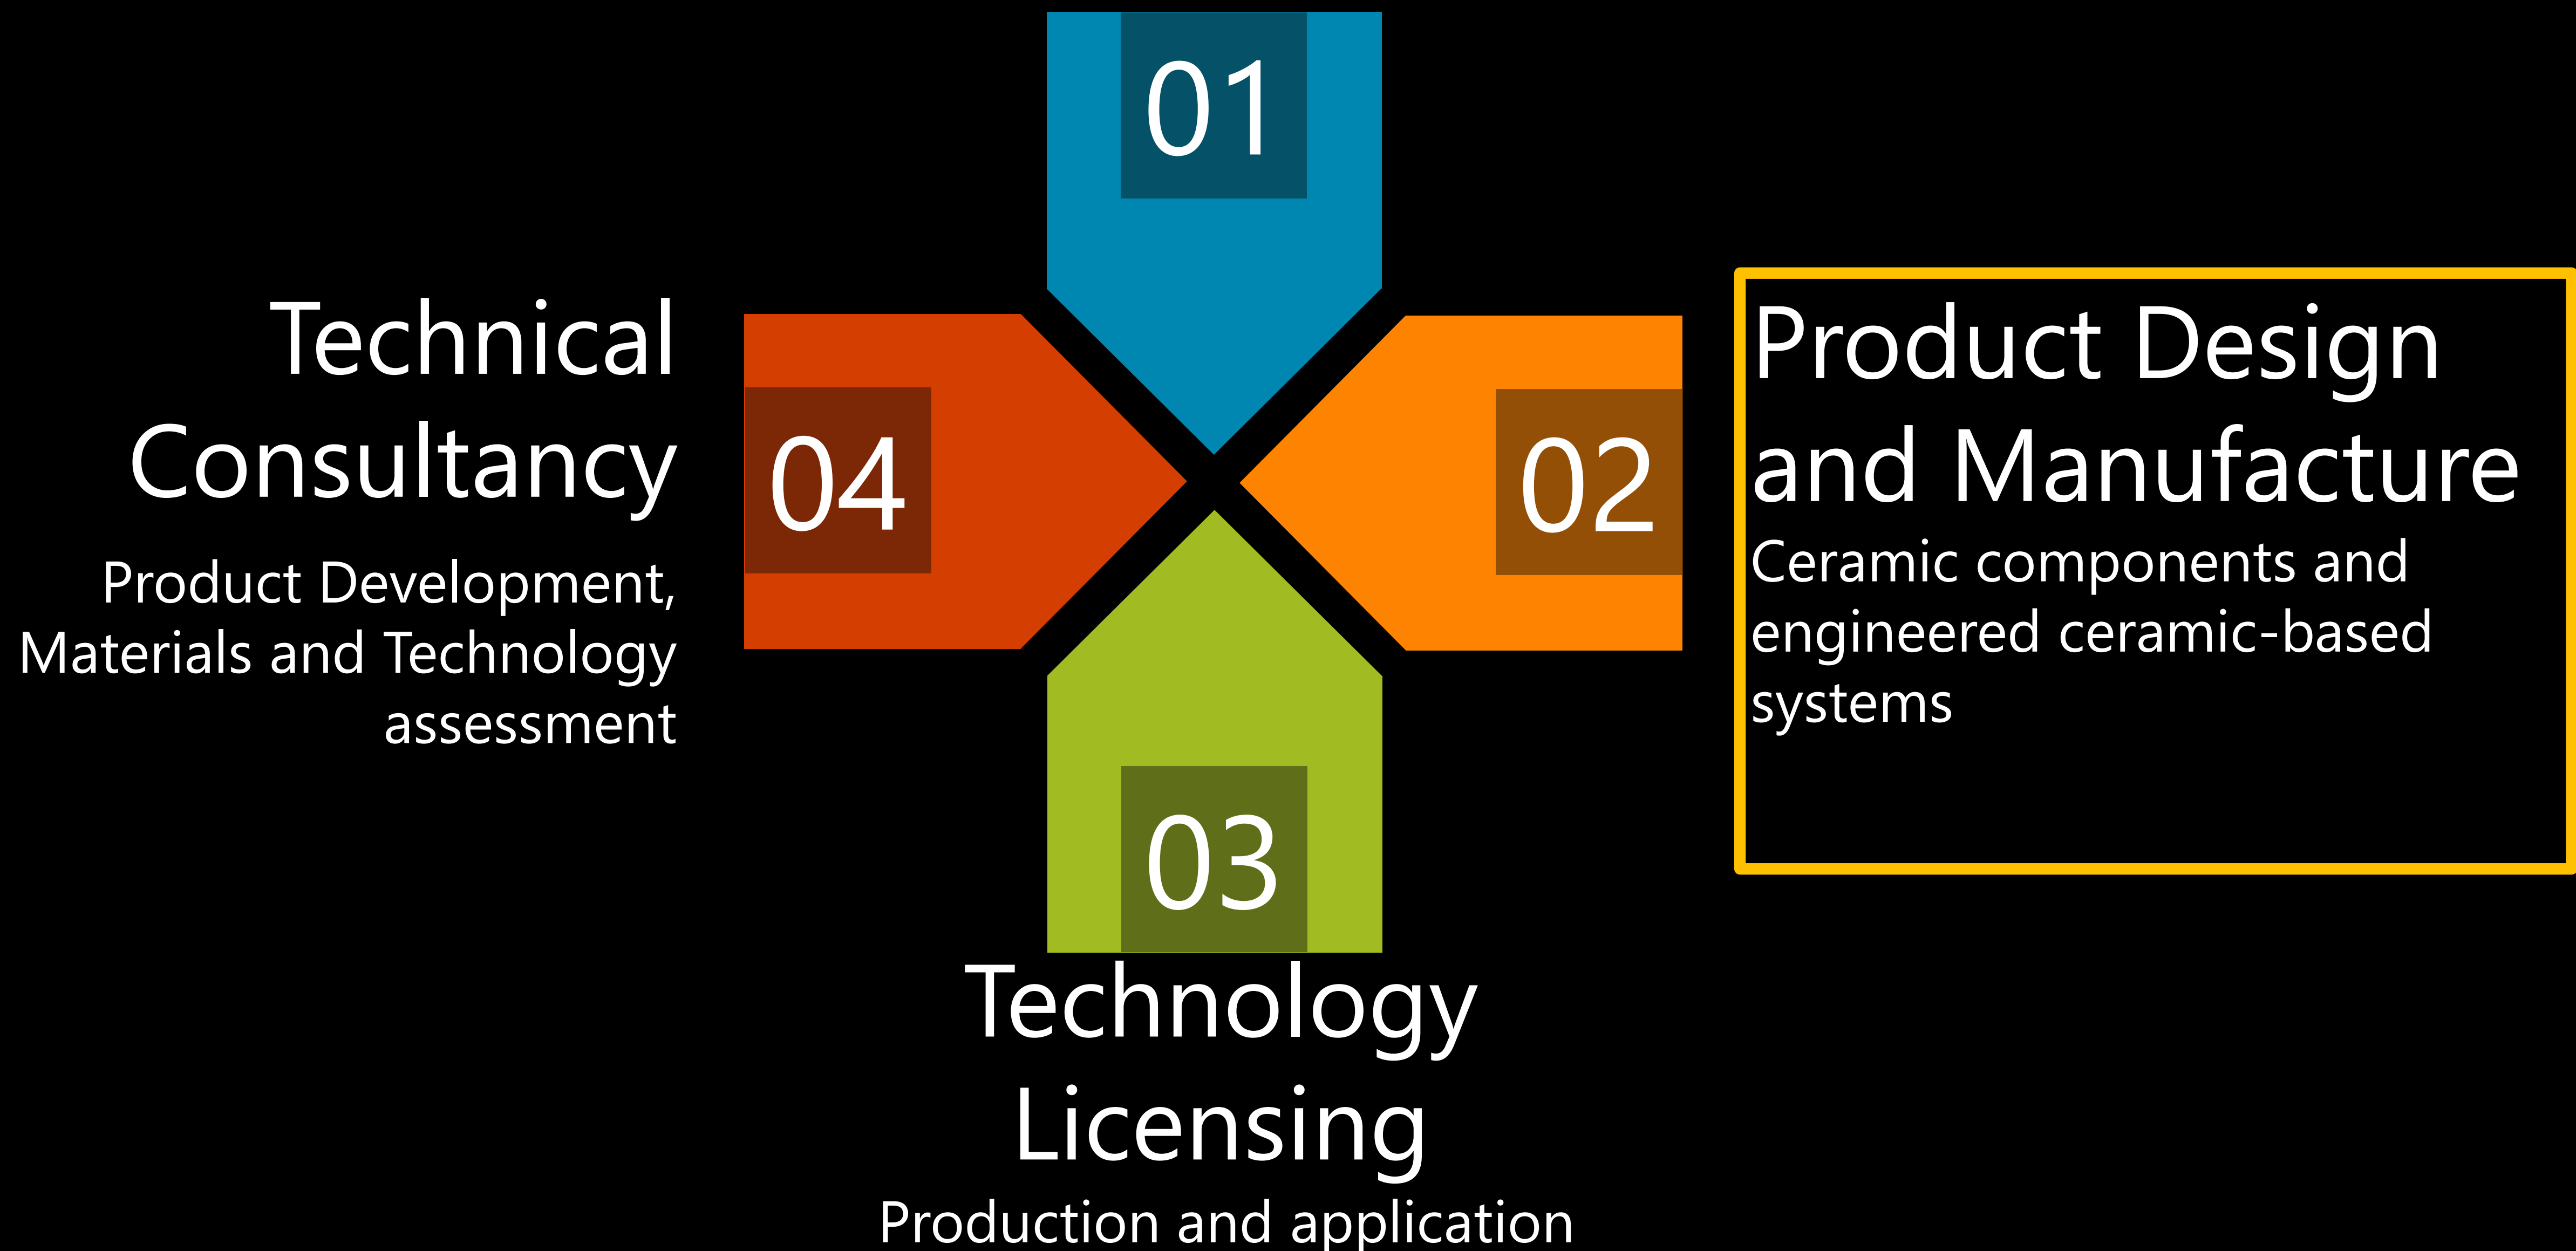 01
Technical
Consultancy
Product Development,
Materials and Technology
assessment
04
02
Product Design
and Manufacture
Ceramic components and
engineered ceramic-based
systems
03
Technology
Licensing
Production and application